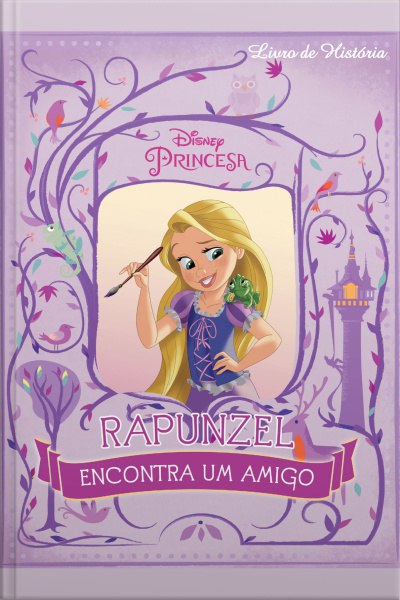 Livro de História
Disney
PRINCESA
RAPUNZEL
ENCONTRA UM AMIGO